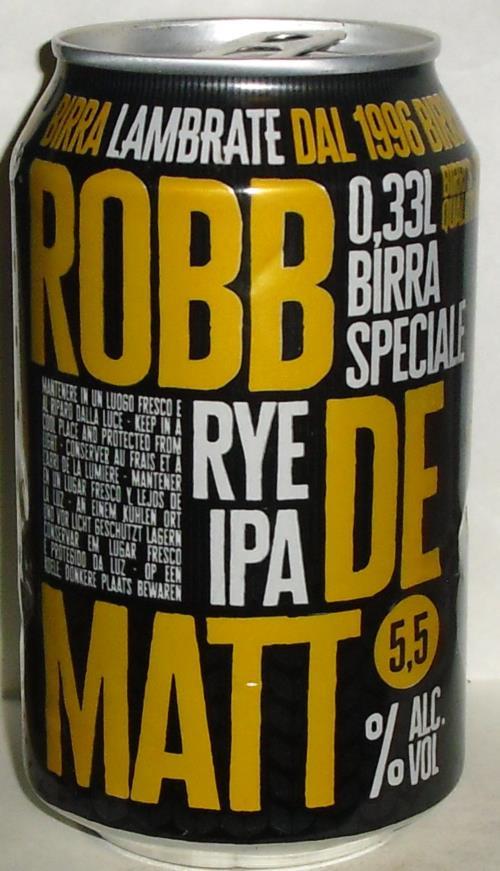 BIRRA LAMBRATE DAL 1996 BIR
ROBB
0,33L
BIRRA
SPECIALE
MANTENERE IN UN LUOGO FRESCO E
AL RIPARO DALLA LUCE - KEEP IN A
COOL PLACE AND PROTECTED FROM
LIGHT - CONSERVER AU FRAIS ET A
L'ABRI DE LA LUMIÈRE - MANTENER
EN UN LUGAR FRESCO Y LEJOS DE
LA LUZ - AN EINEM KÜHLEN ORT
UND VOR LICHT GESCHÜTZT LAGERN
CONSERVAR EM LUGAR FRESCO
E PROTEGIDO DA LUZ - OP EEN
KOELE DONKERE PLAATS BEWAREN
RYE
IPA
DE
MATT
5,5
% ALC.
VOL